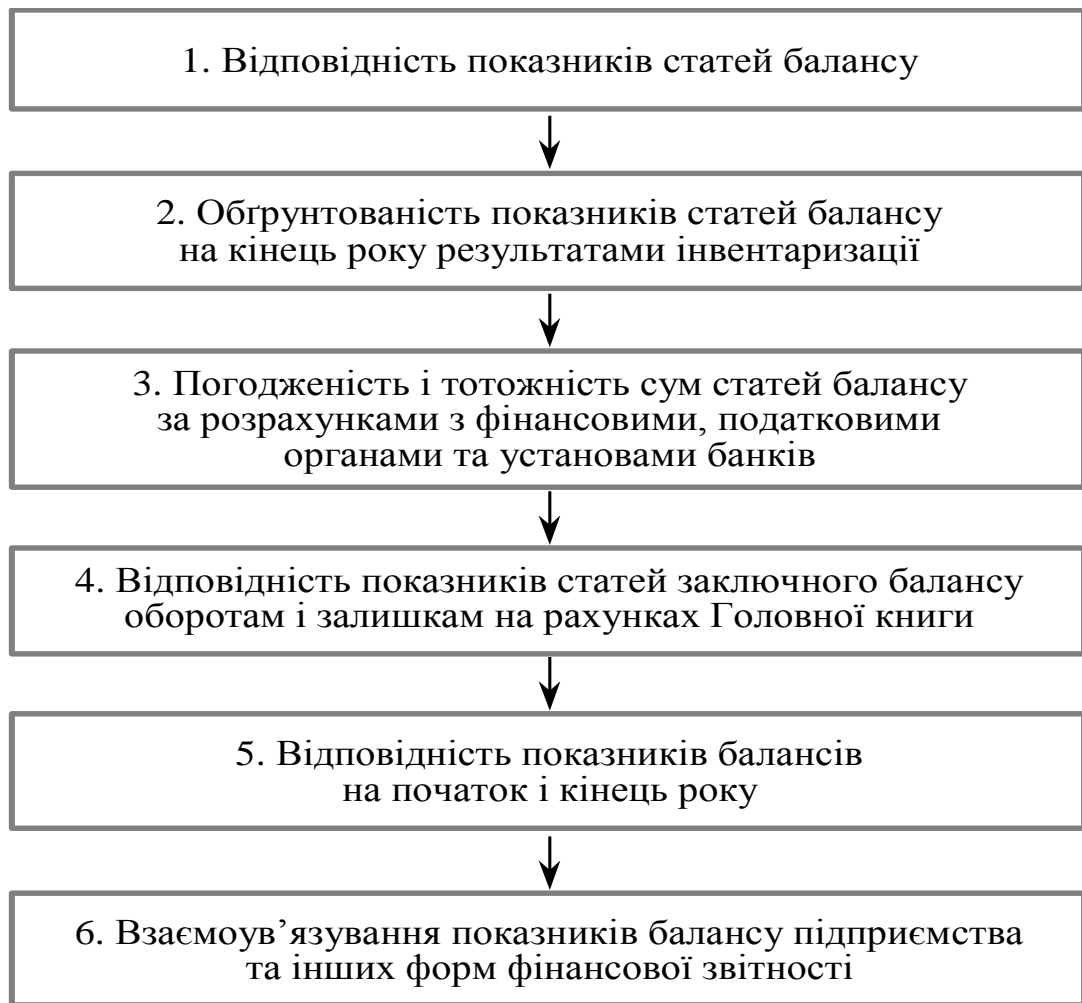 1. Відповідність показників статей балансу
2. Обґрунтованість показників статей балансу
на кінець року результатами інвентаризації
3. Погодженість і тотожність сум статей балансу
за розрахунками з фінансовими, податковими
органами та установами банків
4. Відповідність показників статей заключного балансу
оборотам і залишкам на рахунках Головної книги
5. Відповідність показників балансів
на початок і кінець року
6. Взаємоув’язування показників балансу підприємства
та інших форм фінансової звітності